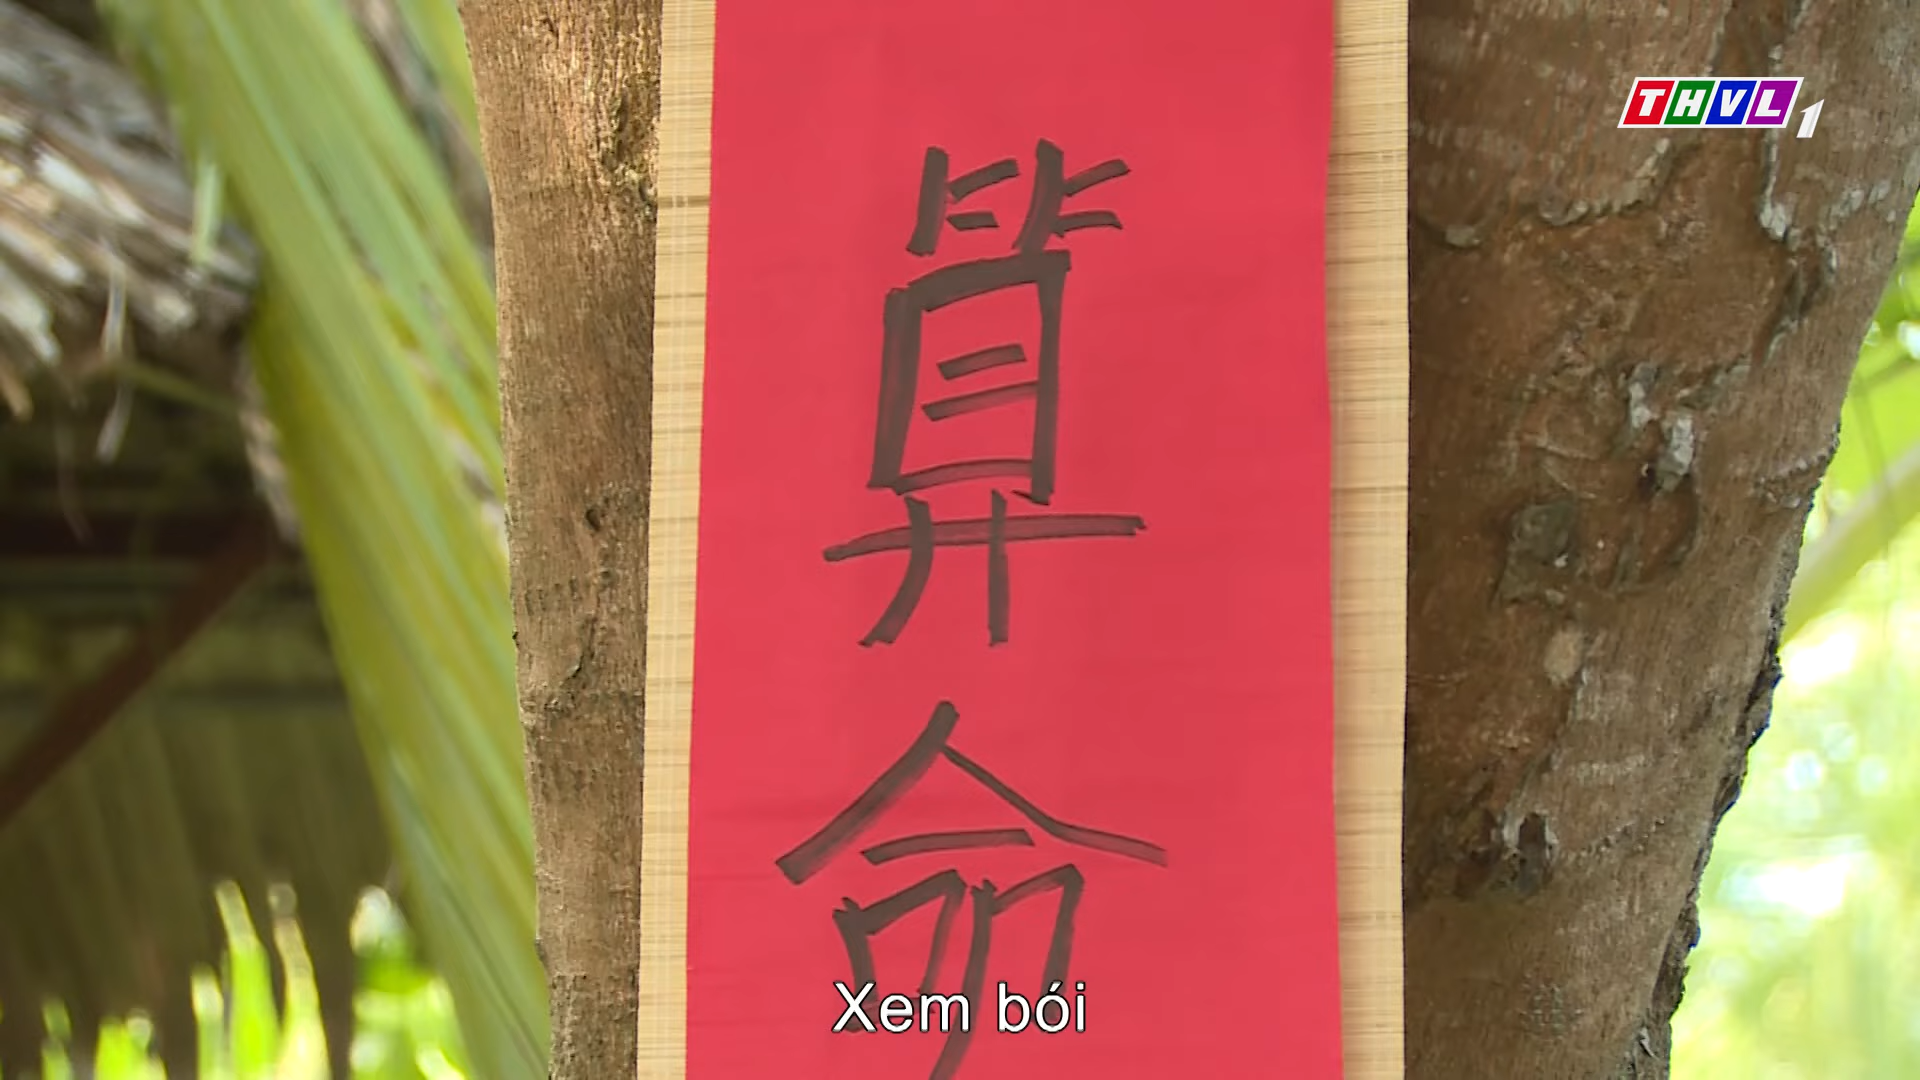 THVL1
算
命
Xem bói